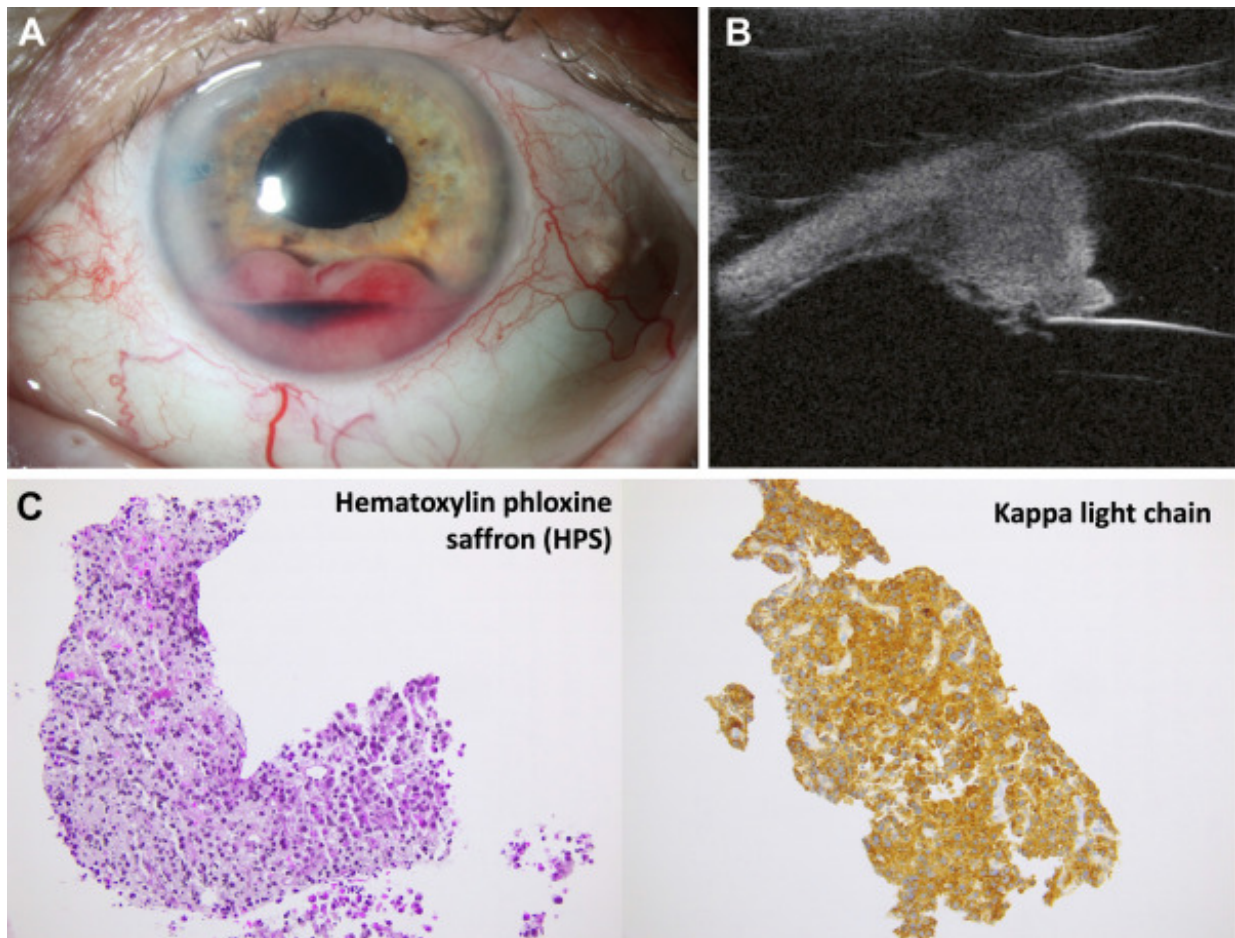 A
B
C
Hematoxylin phloxine
saffron (HPS)
Kappa light chain